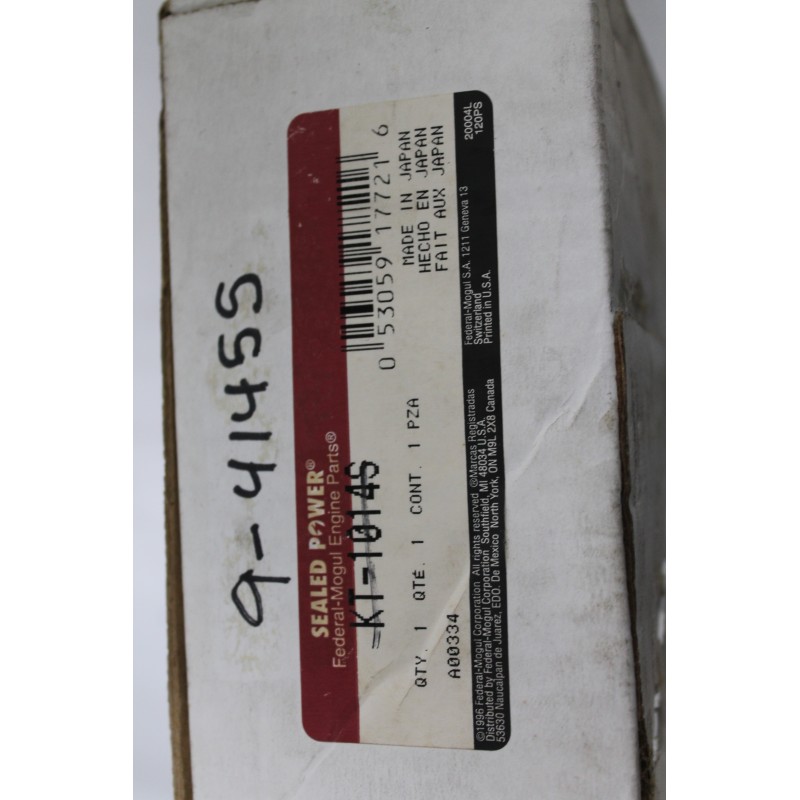 9-4145S
SEALED POWER®
Federal-Mogul Engine Parts®
KT-1014S
0 53059 17721 6
QTY. 1 QTÉ. 1 CONT. 1 PZA
MADE IN JAPAN
HECHO EN JAPAN
FAIT AUX JAPAN
A00334
20004L
120PS
©1996 Federal-Mogul Corporation All rights reserved ®Marcas Registradas
Distributed by Federal-Mogul Corporation Southfield, MI 48034 U.S.A.
53630 Naucalpan de Juarez, EDO. De Mexico North York, ON M9L 2X8 Canada
Federal-Mogul S.A. 1211 Geneva 13
Switzerland
Printed in U.S.A.